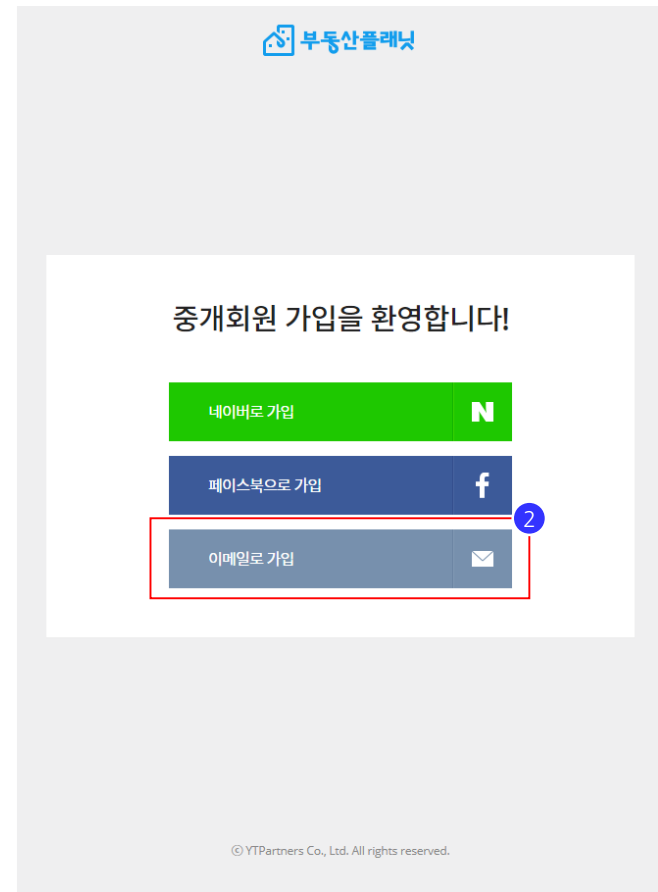 부동산플래닛
중개회원 가입을 환영합니다!
네이버로 가입
N
페이스북으로 가입
f
2
이메일로 가입
ⓒ YTPartners Co., Ltd. All rights reserved.